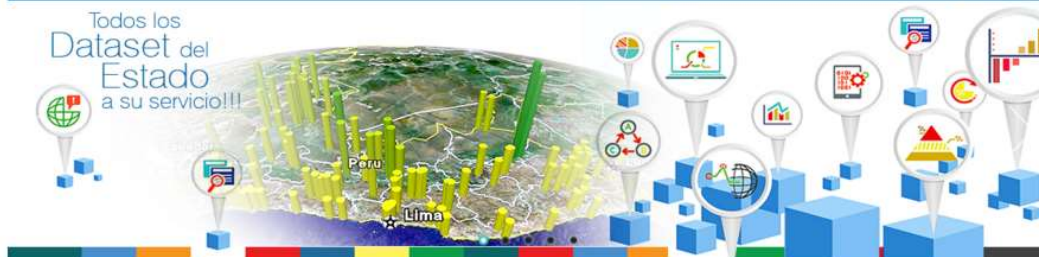 Todos los
Dataset del
Estado
a su servicio!!!
Peru
Lima